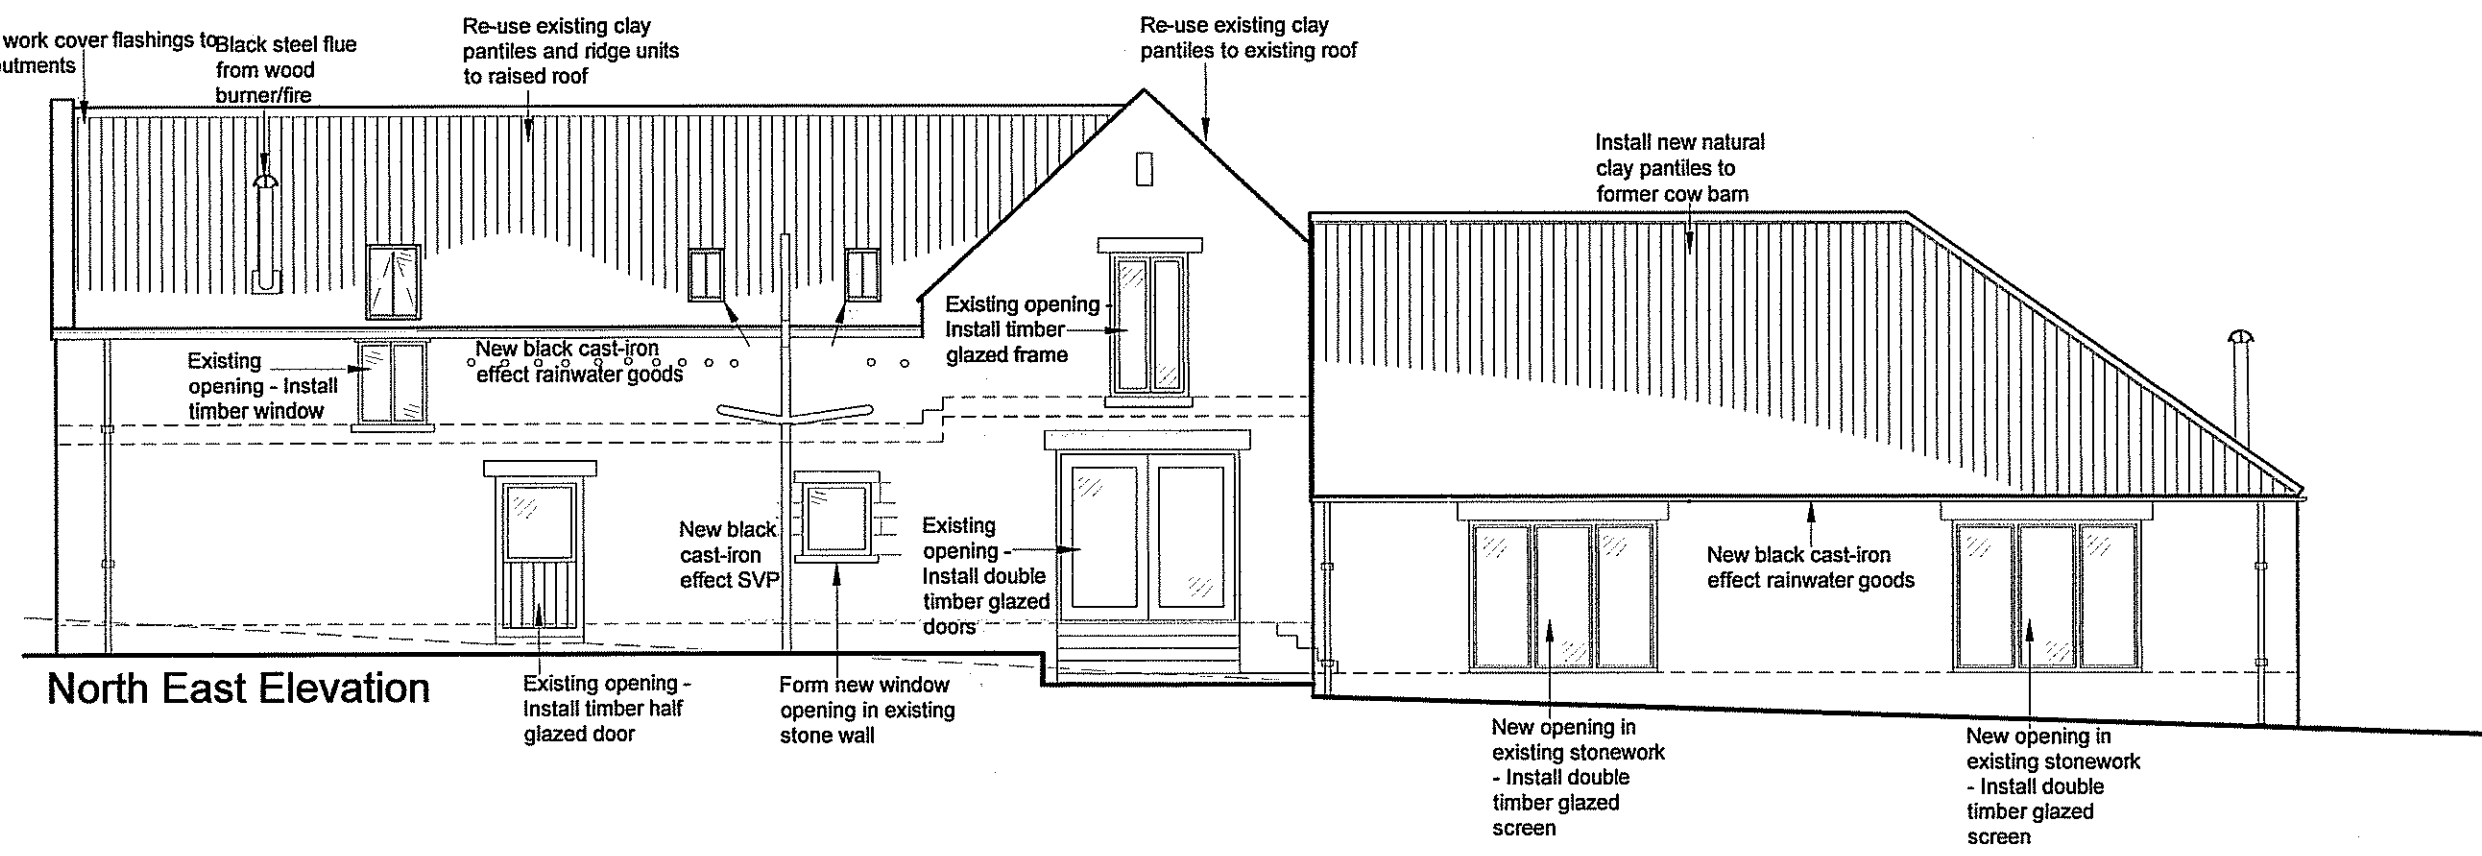 work cover flashings to
Black steel flue
from wood
burner/fire
Re-use existing clay
pantiles and ridge units
to raised roof
Re-use existing clay
pantiles to existing roof
Install new natural
clay pantiles to
former cow barn
Existing
opening - Install
timber window
New black cast-iron
effect rainwater goods
Existing opening -
Install timber
glazed frame
New black
cast-iron
effect SVP
Existing
opening -
Install double
timber glazed
doors
New black cast-iron
effect rainwater goods
North East Elevation
Existing opening -
Install timber half
glazed door
Form new window
opening in existing
stone wall
New opening in
existing stonework
- Install double
timber glazed
screen
New opening in
existing stonework
- Install double
timber glazed
screen